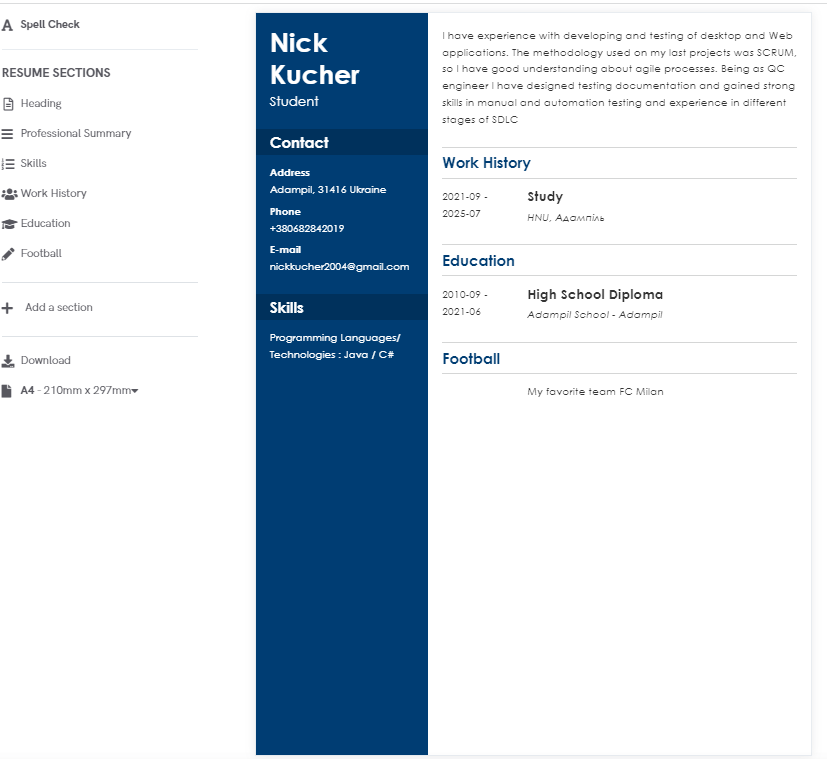 Spell Check
RESUME SECTIONS
Heading
Professional Summary
Skills
Work History
Education
Football
Add a section
Download
A4 - 210mm x 297mm
Nick
Kucher
Student
Contact
Address
Adampil, 31416 Ukraine
Phone
+380682842019
E-mail
nickkucher2004@gmail.com
Skills
Programming Languages/
Technologies : Java / C#
I have experience with developing and testing of desktop and Web
applications. The methodology used on my last projects was SCRUM,
so I have good understanding about agile processes. Being as QC
engineer I have designed testing documentation and gained strong
skills in manual and automation testing and experience in different
stages of SDLC
Work History
2021-09 -
2025-07
Study
HNU, Адампіль
Education
2010-09 -
2021-06
High School Diploma
Adampil School - Adampil
Football
My favorite team FC Milan